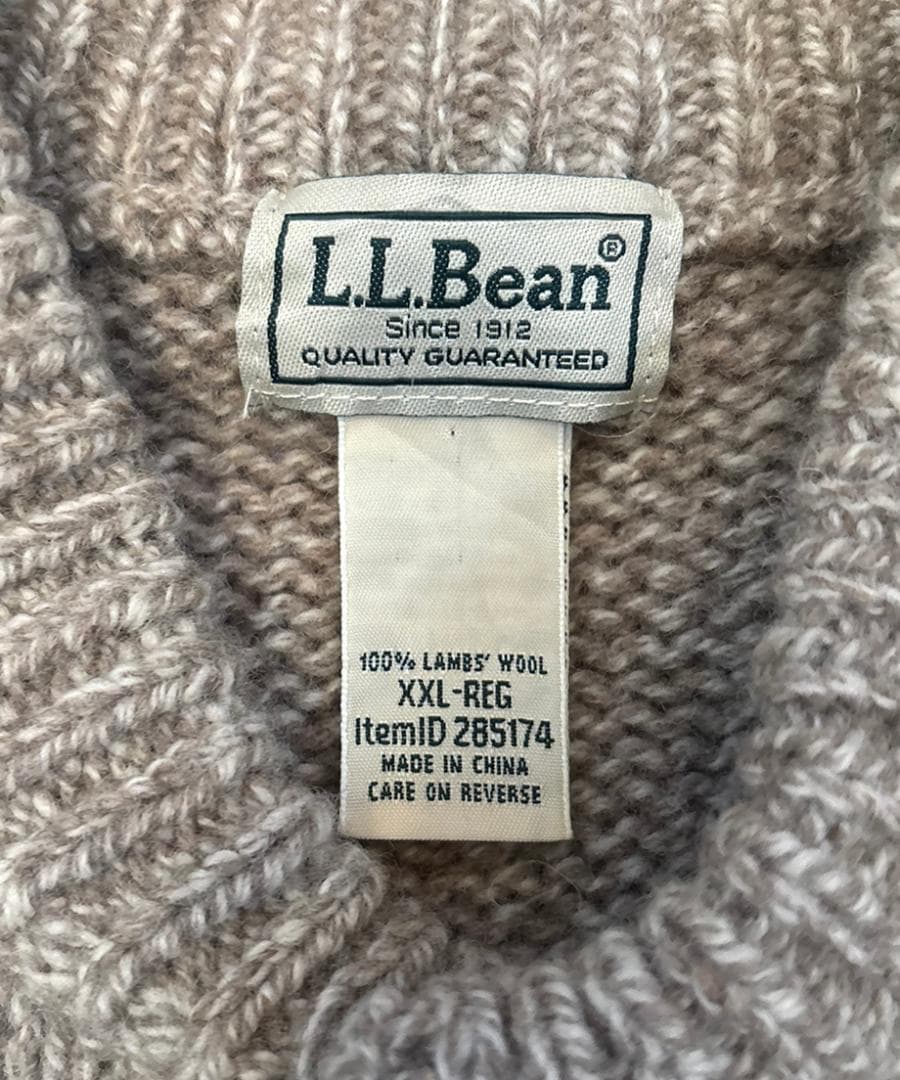 L.L.Bean®
Since 1912
QUALITY GUARANTEED
100% LAMBS' WOOL
XXL-REG
ItemID 285174
MADE IN CHINA
CARE ON REVERSE